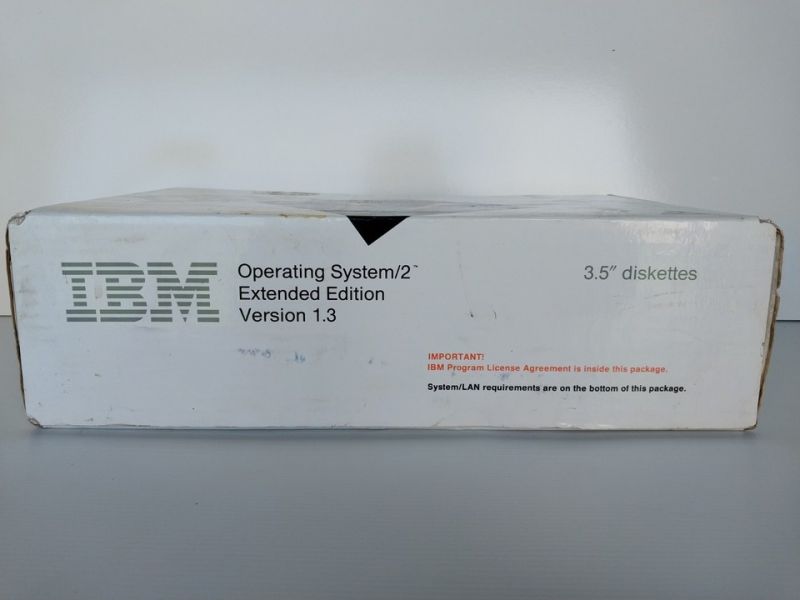 IBM
Operating System/2™
Extended Edition
Version 1.3
3.5" diskettes
IMPORTANT!
IBM Program License Agreement is inside this package.
System/LAN requirements are on the bottom of this package.